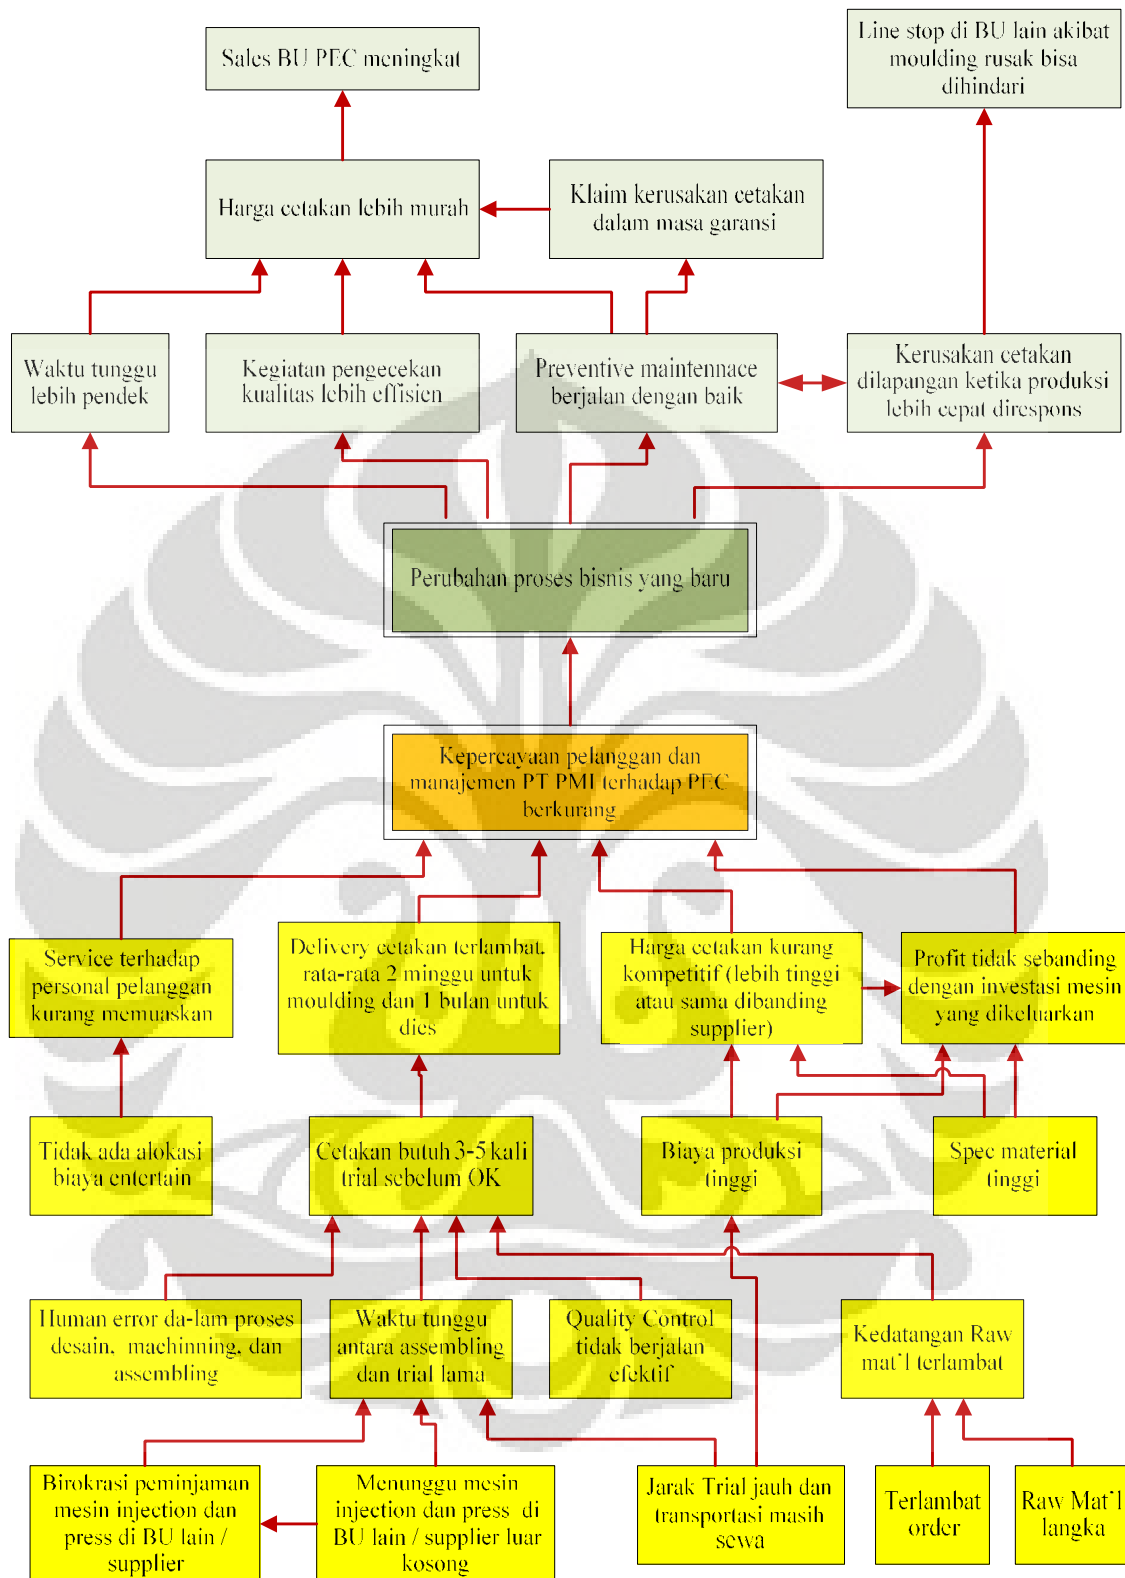 Sales BU PEC meningkat
Line stop di BU lain akibat
moulding rusak bisa
dihindari
Harga cetakan lebih murah
Klaim kerusakan cetakan
dalam masa garansi
Waktu tunggu
lebih pendek
Kegiatan pengecekan
kualitas lebih effisien
Preventive maintennace
berjalan dengan baik
Kerusakan cetakan
dilapangan ketika produksi
lebih cepat direspons
Perubahan proses bisnis yang baru
Kepercayaan pelanggan dan
manajemen PT PMI terhadap PEC
berkurang
Service terhadap
personal pelanggan
kurang memuaskan
Delivery cetakan terlambat,
rata-rata 2 minggu untuk
moulding dan 1 bulan untuk
dies
Harga cetakan kurang
kompetitif (lebih tinggi
atau sama dibanding
supplier)
Profit tidak sebanding
dengan investasi mesin
yang dikeluarkan
Tidak ada alokasi
biaya entertain
Cetakan butuh 3-5 kali
trial sebelum OK
Biaya produksi
tinggi
Spec material
tinggi
Human error da-lam proses
desain, machinning, dan
assembling
Waktu tunggu
antara assembling
dan trial lama
Quality Control
tidak berjalan
efektif
Kedatangan Raw
mat'l terlambat
Birokrasi peminjaman
mesin injection dan
press di BU lain /
supplier
Menunggu mesin
injection dan press di
BU lain / supplier luar
kosong
Jarak Trial jauh dan
transportasi masih
sewa
Terlambat
order
Raw Mat'l
langka